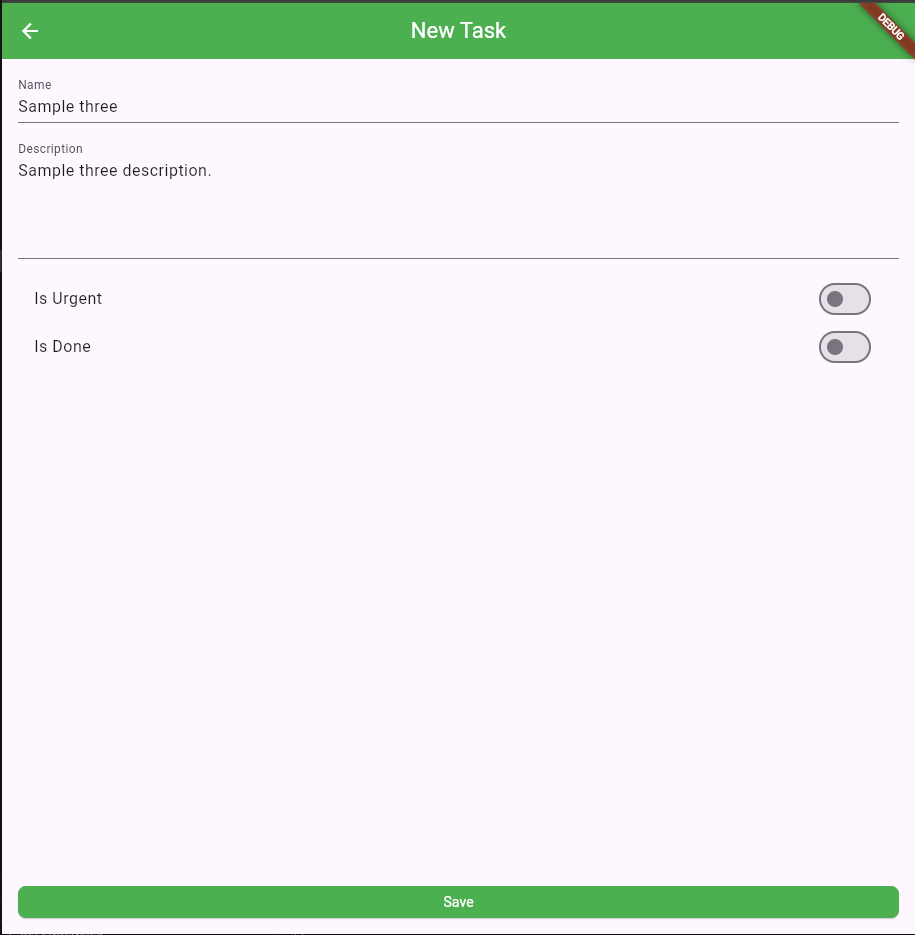 New Task
DEBUG
Name
Sample three
Description
Sample three description.
Is Urgent
Is Done
Save